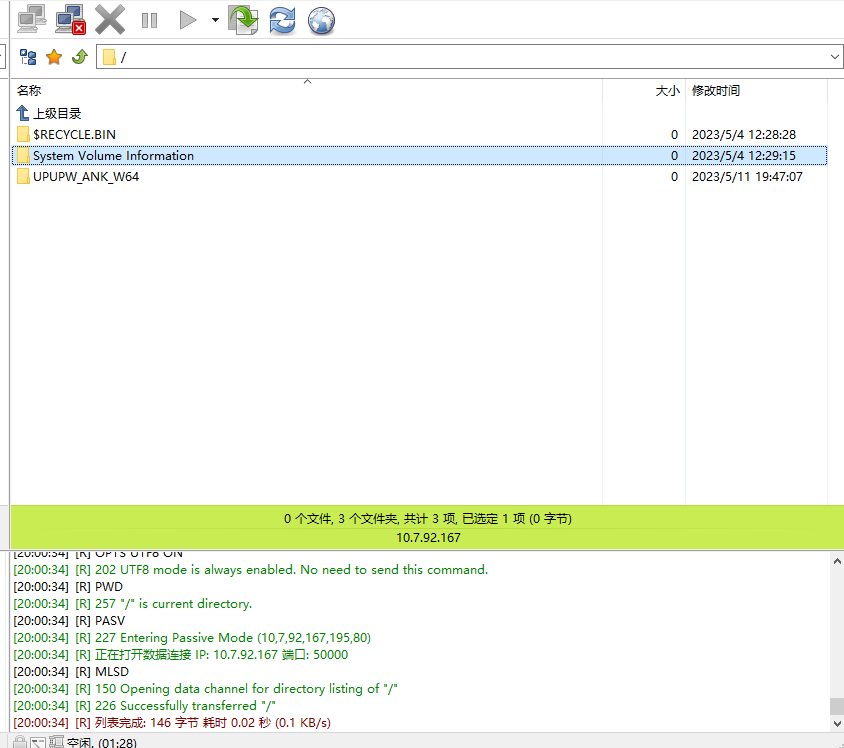 /
名称 大小 修改时间
上级目录
$RECYCLE.BIN 0 2023/5/4 12:28:28
System Volume Information 0 2023/5/4 12:29:15
UPUPW_ANK_W64 0 2023/5/11 19:47:07
0 个文件, 3 个文件夹, 共计 3 项, 已选定 1 项 (0 字节)
10.7.92.167
[20:00:34] [R] OPTS UTF8 ON
[20:00:34] [R] 202 UTF8 mode is always enabled. No need to send this command.
[20:00:34] [R] PWD
[20:00:34] [R] 257 "/" is current directory.
[20:00:34] [R] PASV
[20:00:34] [R] 227 Entering Passive Mode (10,7,92,167,195,80)
[20:00:34] [R] 正在打开数据连接 IP: 10.7.92.167 端口: 50000
[20:00:34] [R] MLSD
[20:00:34] [R] 150 Opening data channel for directory listing of "/"
[20:00:34] [R] 226 Successfully transferred "/"
[20:00:34] [R] 列表完成: 146 字节 耗时 0.02 秒 (0.1 KB/s)
空闲. (01:28)